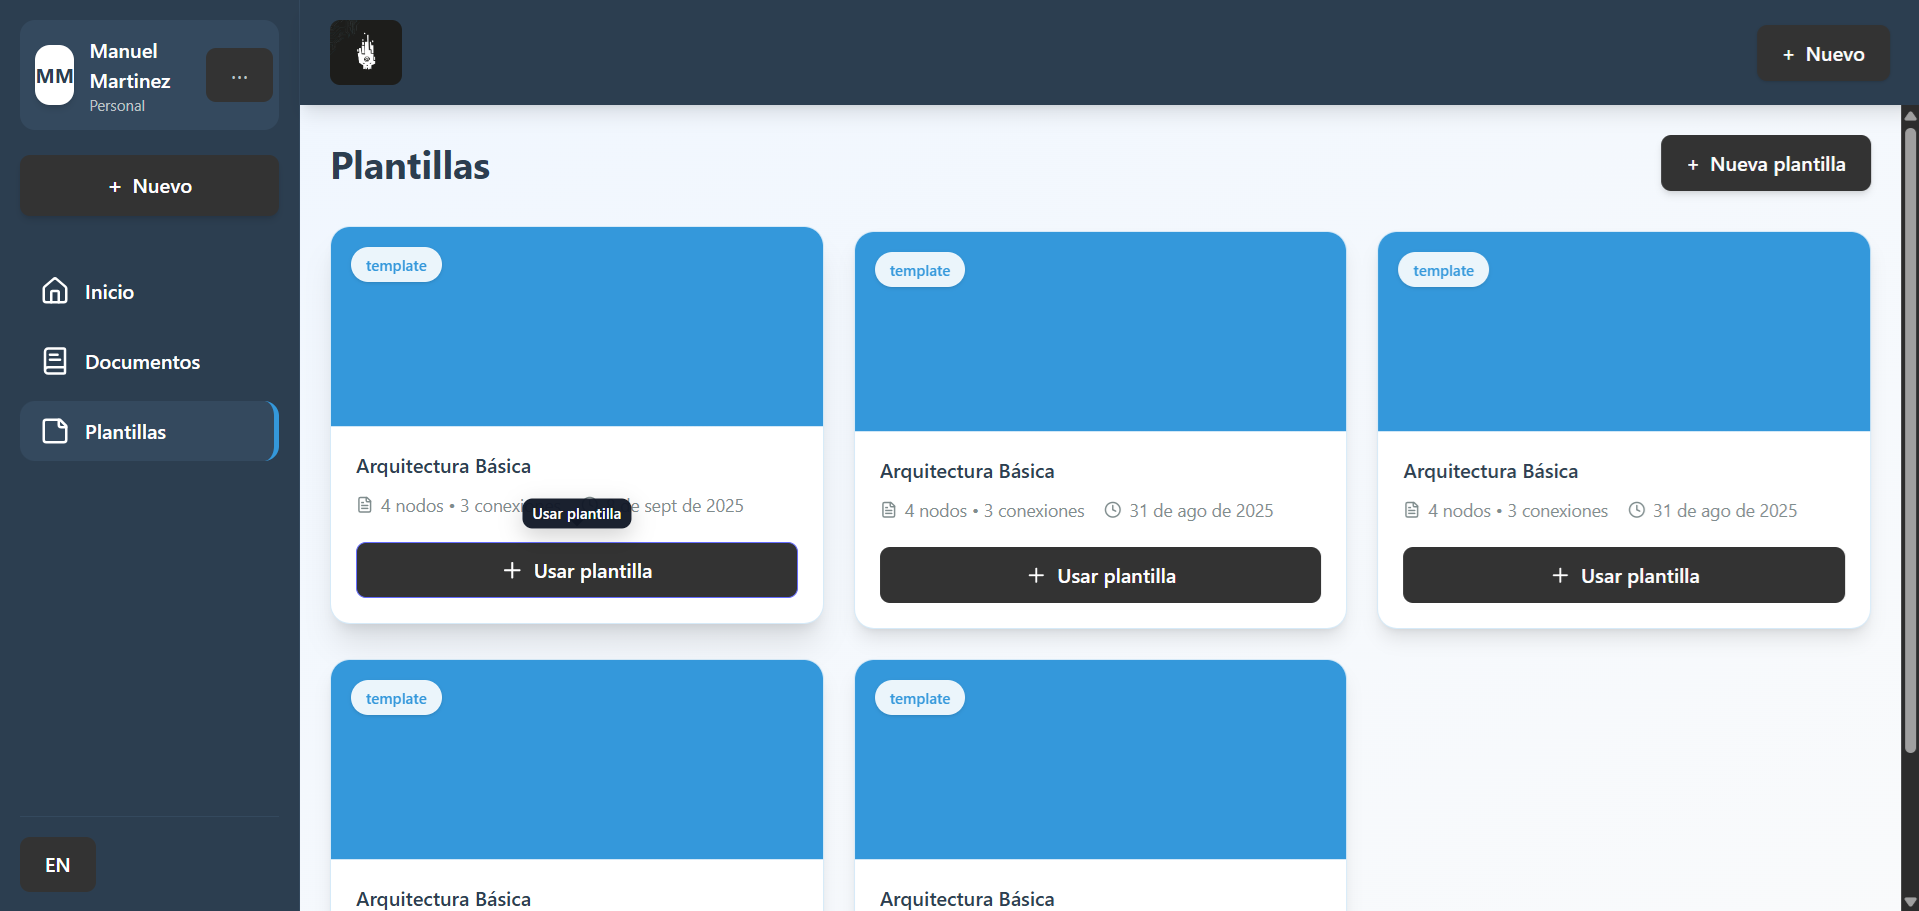 MM
Manuel
Martinez
Personal
...
+ Nuevo
Inicio
Documentos
Plantillas
EN
+ Nuevo
Plantillas
+ Nueva plantilla
template
Arquitectura Básica
4 nodos • 3 conexi
e sept de 2025
Usar plantilla
+ Usar plantilla
template
Arquitectura Básica
4 nodos • 3 conexiones 31 de ago de 2025
+ Usar plantilla
template
Arquitectura Básica
4 nodos • 3 conexiones 31 de ago de 2025
+ Usar plantilla
template
Arquitectura Básica
template
Arquitectura Básica